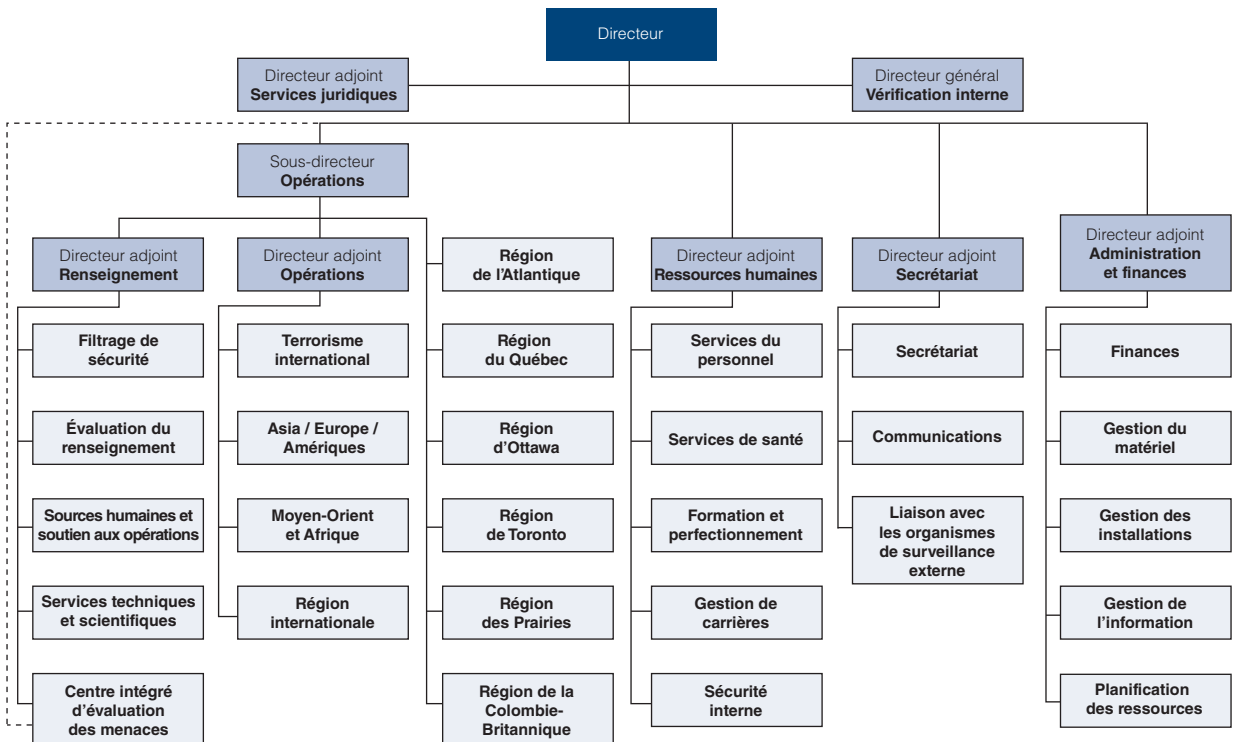 Directeur
Directeur adjoint
Services juridiques
Directeur général
Vérification interne
Sous-directeur
Opérations
Directeur adjoint
Renseignement
Directeur adjoint
Opérations
Région
de l'Atlantique
Directeur adjoint
Ressources humaines
Directeur adjoint
Secrétariat
Directeur adjoint
Administration
et finances
Filtrage de
sécurité
Terrorisme
international
Région
du Québec
Services du
personnel
Secrétariat
Finances
Évaluation du
renseignement
Asia / Europe /
Amériques
Région
d'Ottawa
Services de santé
Communications
Gestion du
matériel
Sources humaines et
soutien aux opérations
Moyen-Orient
et Afrique
Région
de Toronto
Formation et
perfectionnement
Liaison avec
les organismes
de surveillance
externe
Gestion des
installations
Services techniques
et scientifiques
Région
internationale
Région
des Prairies
Gestion de
carrières
Gestion de
l'information
Centre intégré
d'évaluation
des menaces
Région de la
Colombie-
Britannique
Sécurité
interne
Planification
des ressources